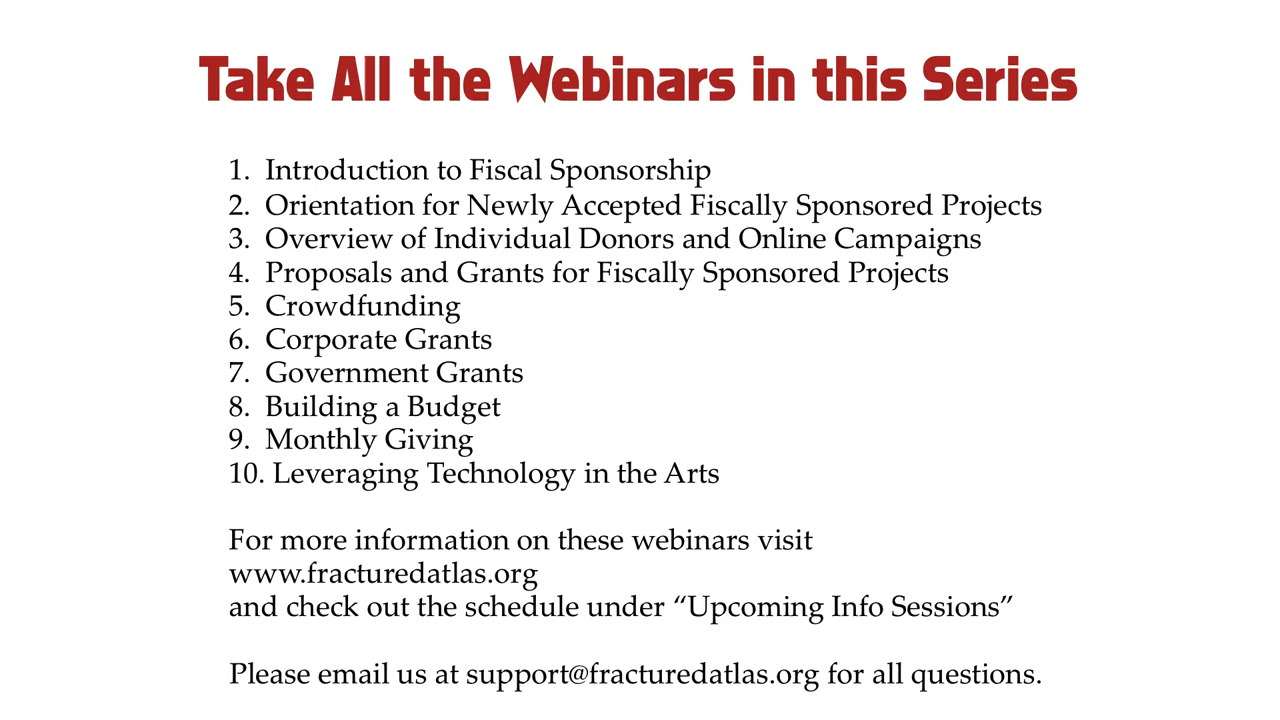 Take All the Webinars in this Series
1. Introduction to Fiscal Sponsorship
2. Orientation for Newly Accepted Fiscally Sponsored Projects
3. Overview of Individual Donors and Online Campaigns
4. Proposals and Grants for Fiscally Sponsored Projects
5. Crowdfunding
6. Corporate Grants
7. Government Grants
8. Building a Budget
9. Monthly Giving
10. Leveraging Technology in the Arts
For more information on these webinars visit
www.fracturedatlas.org
and check out the schedule under “Upcoming Info Sessions”
Please email us at support@fracturedatlas.org for all questions.